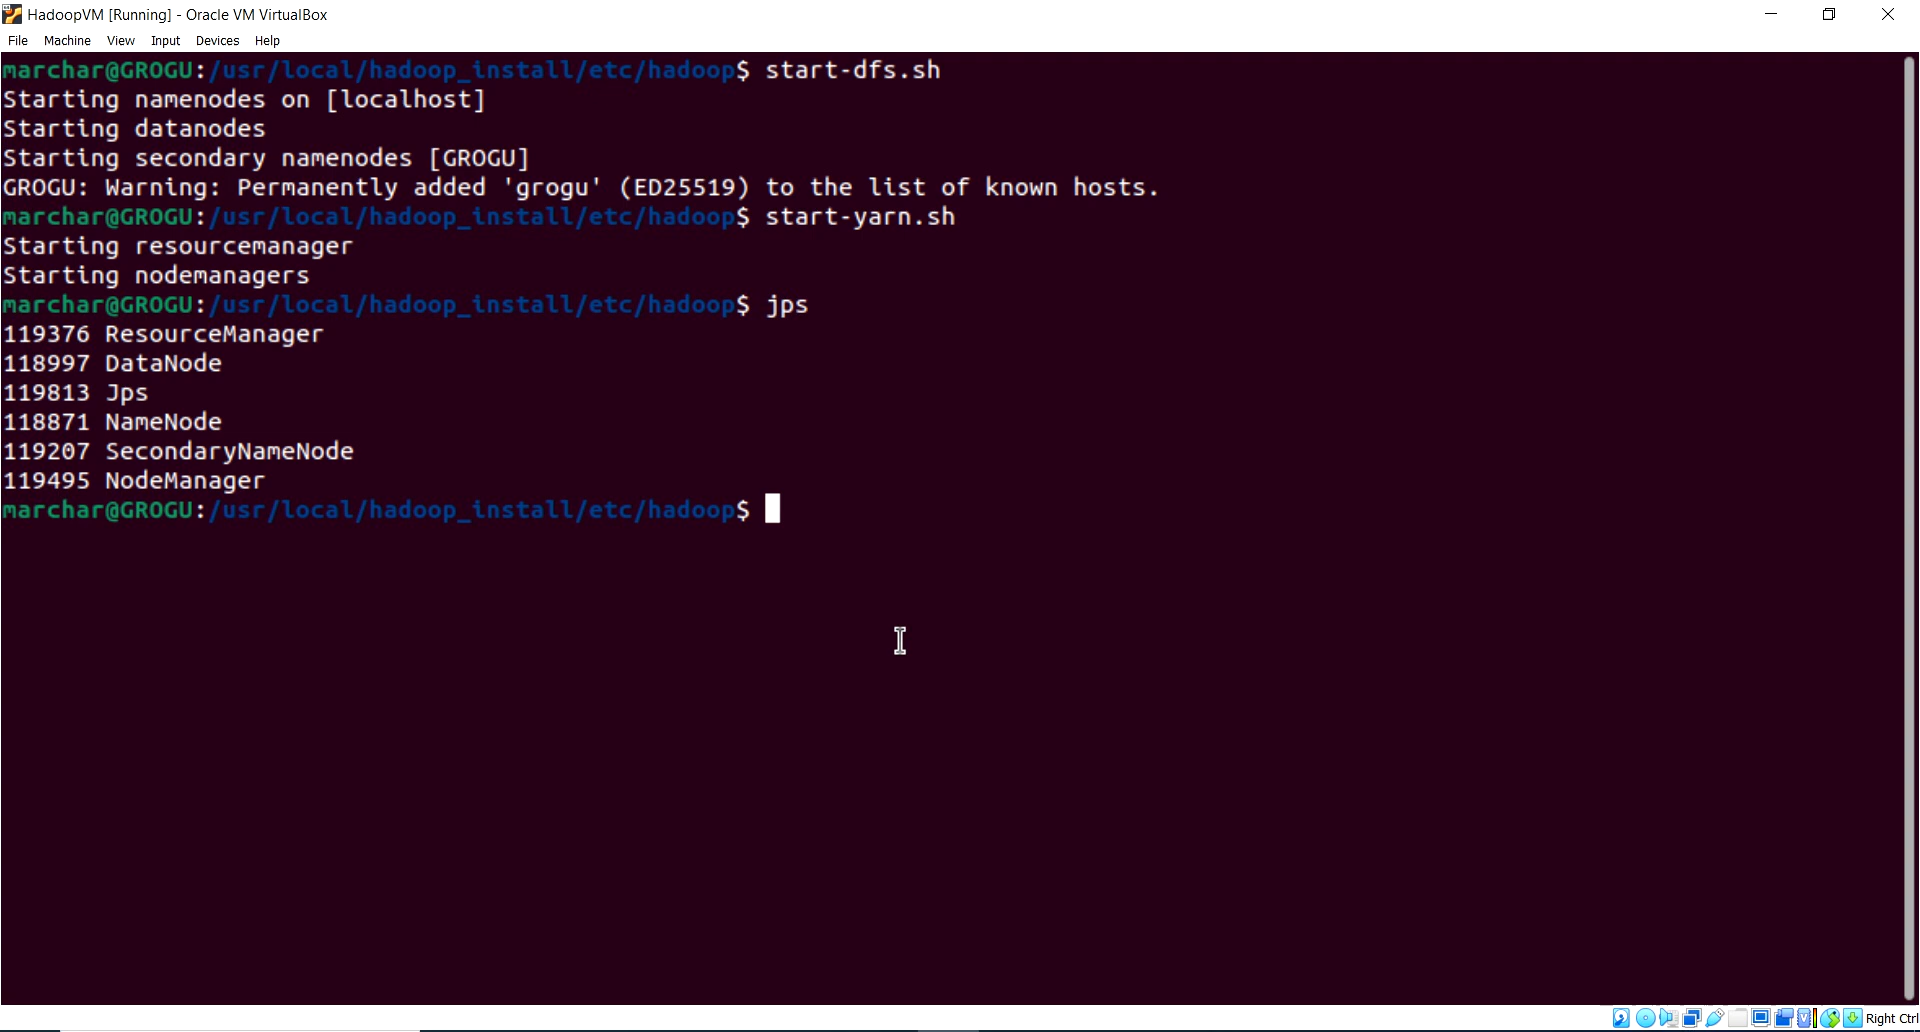 HadoopVM [Running] - Oracle VM VirtualBox
File Machine View Input Devices Help
marchar@GROGU:/usr/local/hadoop_install/etc/hadoop$ start-dfs.sh
Starting namenodes on [localhost]
Starting datanodes
Starting secondary namenodes [GROGU]
GROGU: Warning: Permanently added 'grogu' (ED25519) to the list of known hosts.
marchar@GROGU:/usr/local/hadoop_install/etc/hadoop$ start-yarn.sh
Starting resourcemanager
Starting nodemanagers
marchar@GROGU:/usr/local/hadoop_install/etc/hadoop$ jps
119376 ResourceManager
118997 DataNode
119813 Jps
118871 NameNode
119207 SecondaryNameNode
119495 NodeManager
marchar@GROGU:/usr/local/hadoop_install/etc/hadoop$
Right Ctrl